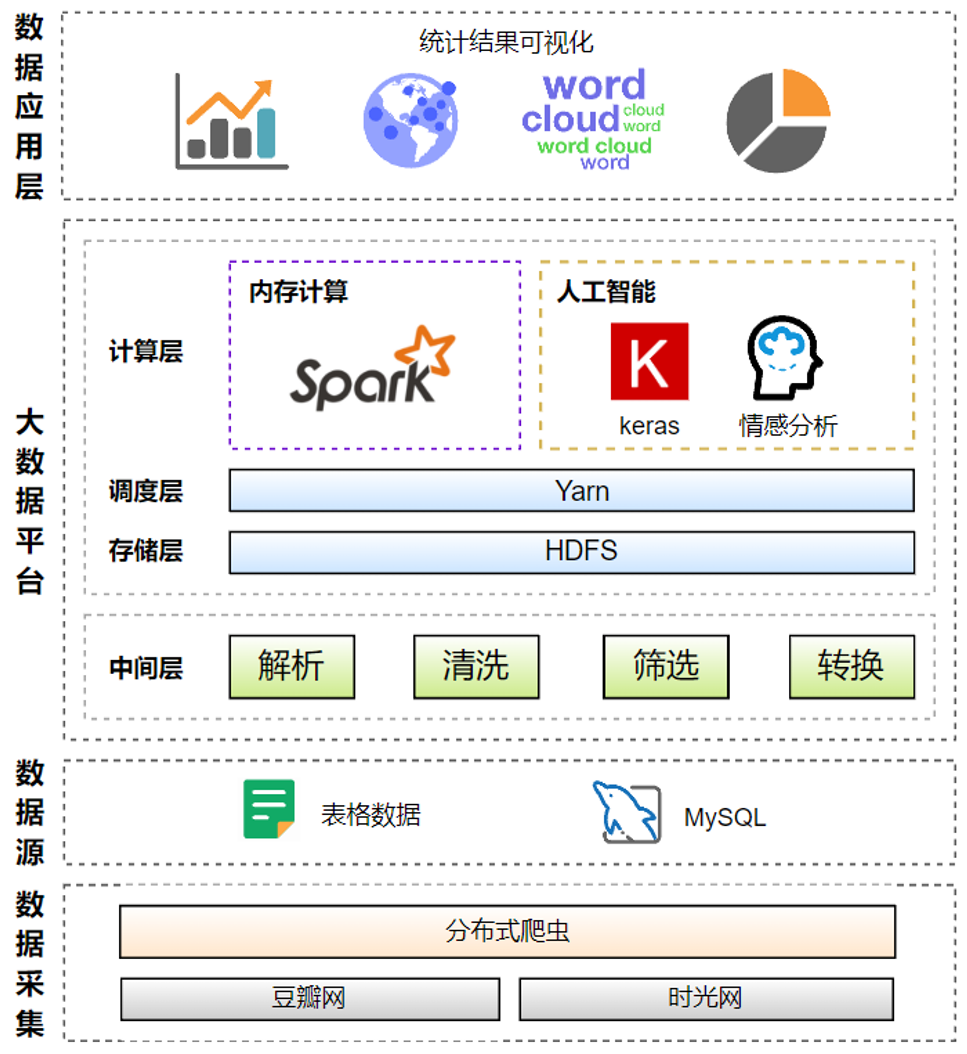 数据应用层
统计结果可视化
word
cloud
cloud
word
word cloud
word
大数据平台
计算层
内存计算
Spark
人工智能
K
keras
情感分析
调度层
Yarn
存储层
HDFS
中间层
解析
清洗
筛选
转换
数据源
表格数据
MySQL
数据采集
分布式爬虫
豆瓣网
时光网